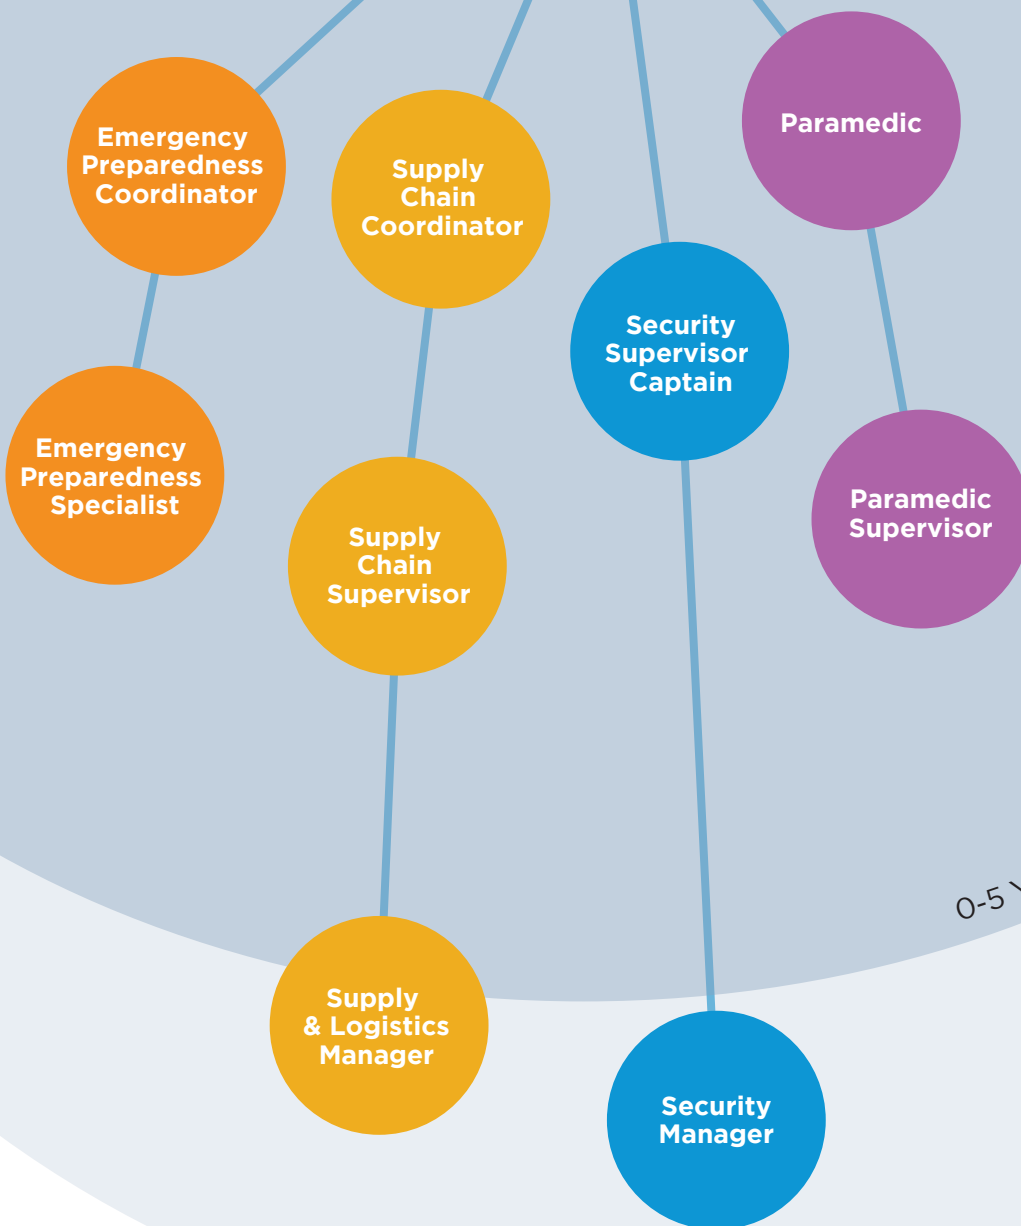 Emergency
Preparedness
Coordinator
Supply
Chain
Coordinator
Paramedic
Security
Supervisor
Captain
Emergency
Preparedness
Specialist
Supply
Chain
Supervisor
Paramedic
Supervisor
0-5
Supply
& Logistics
Manager
Security
Manager